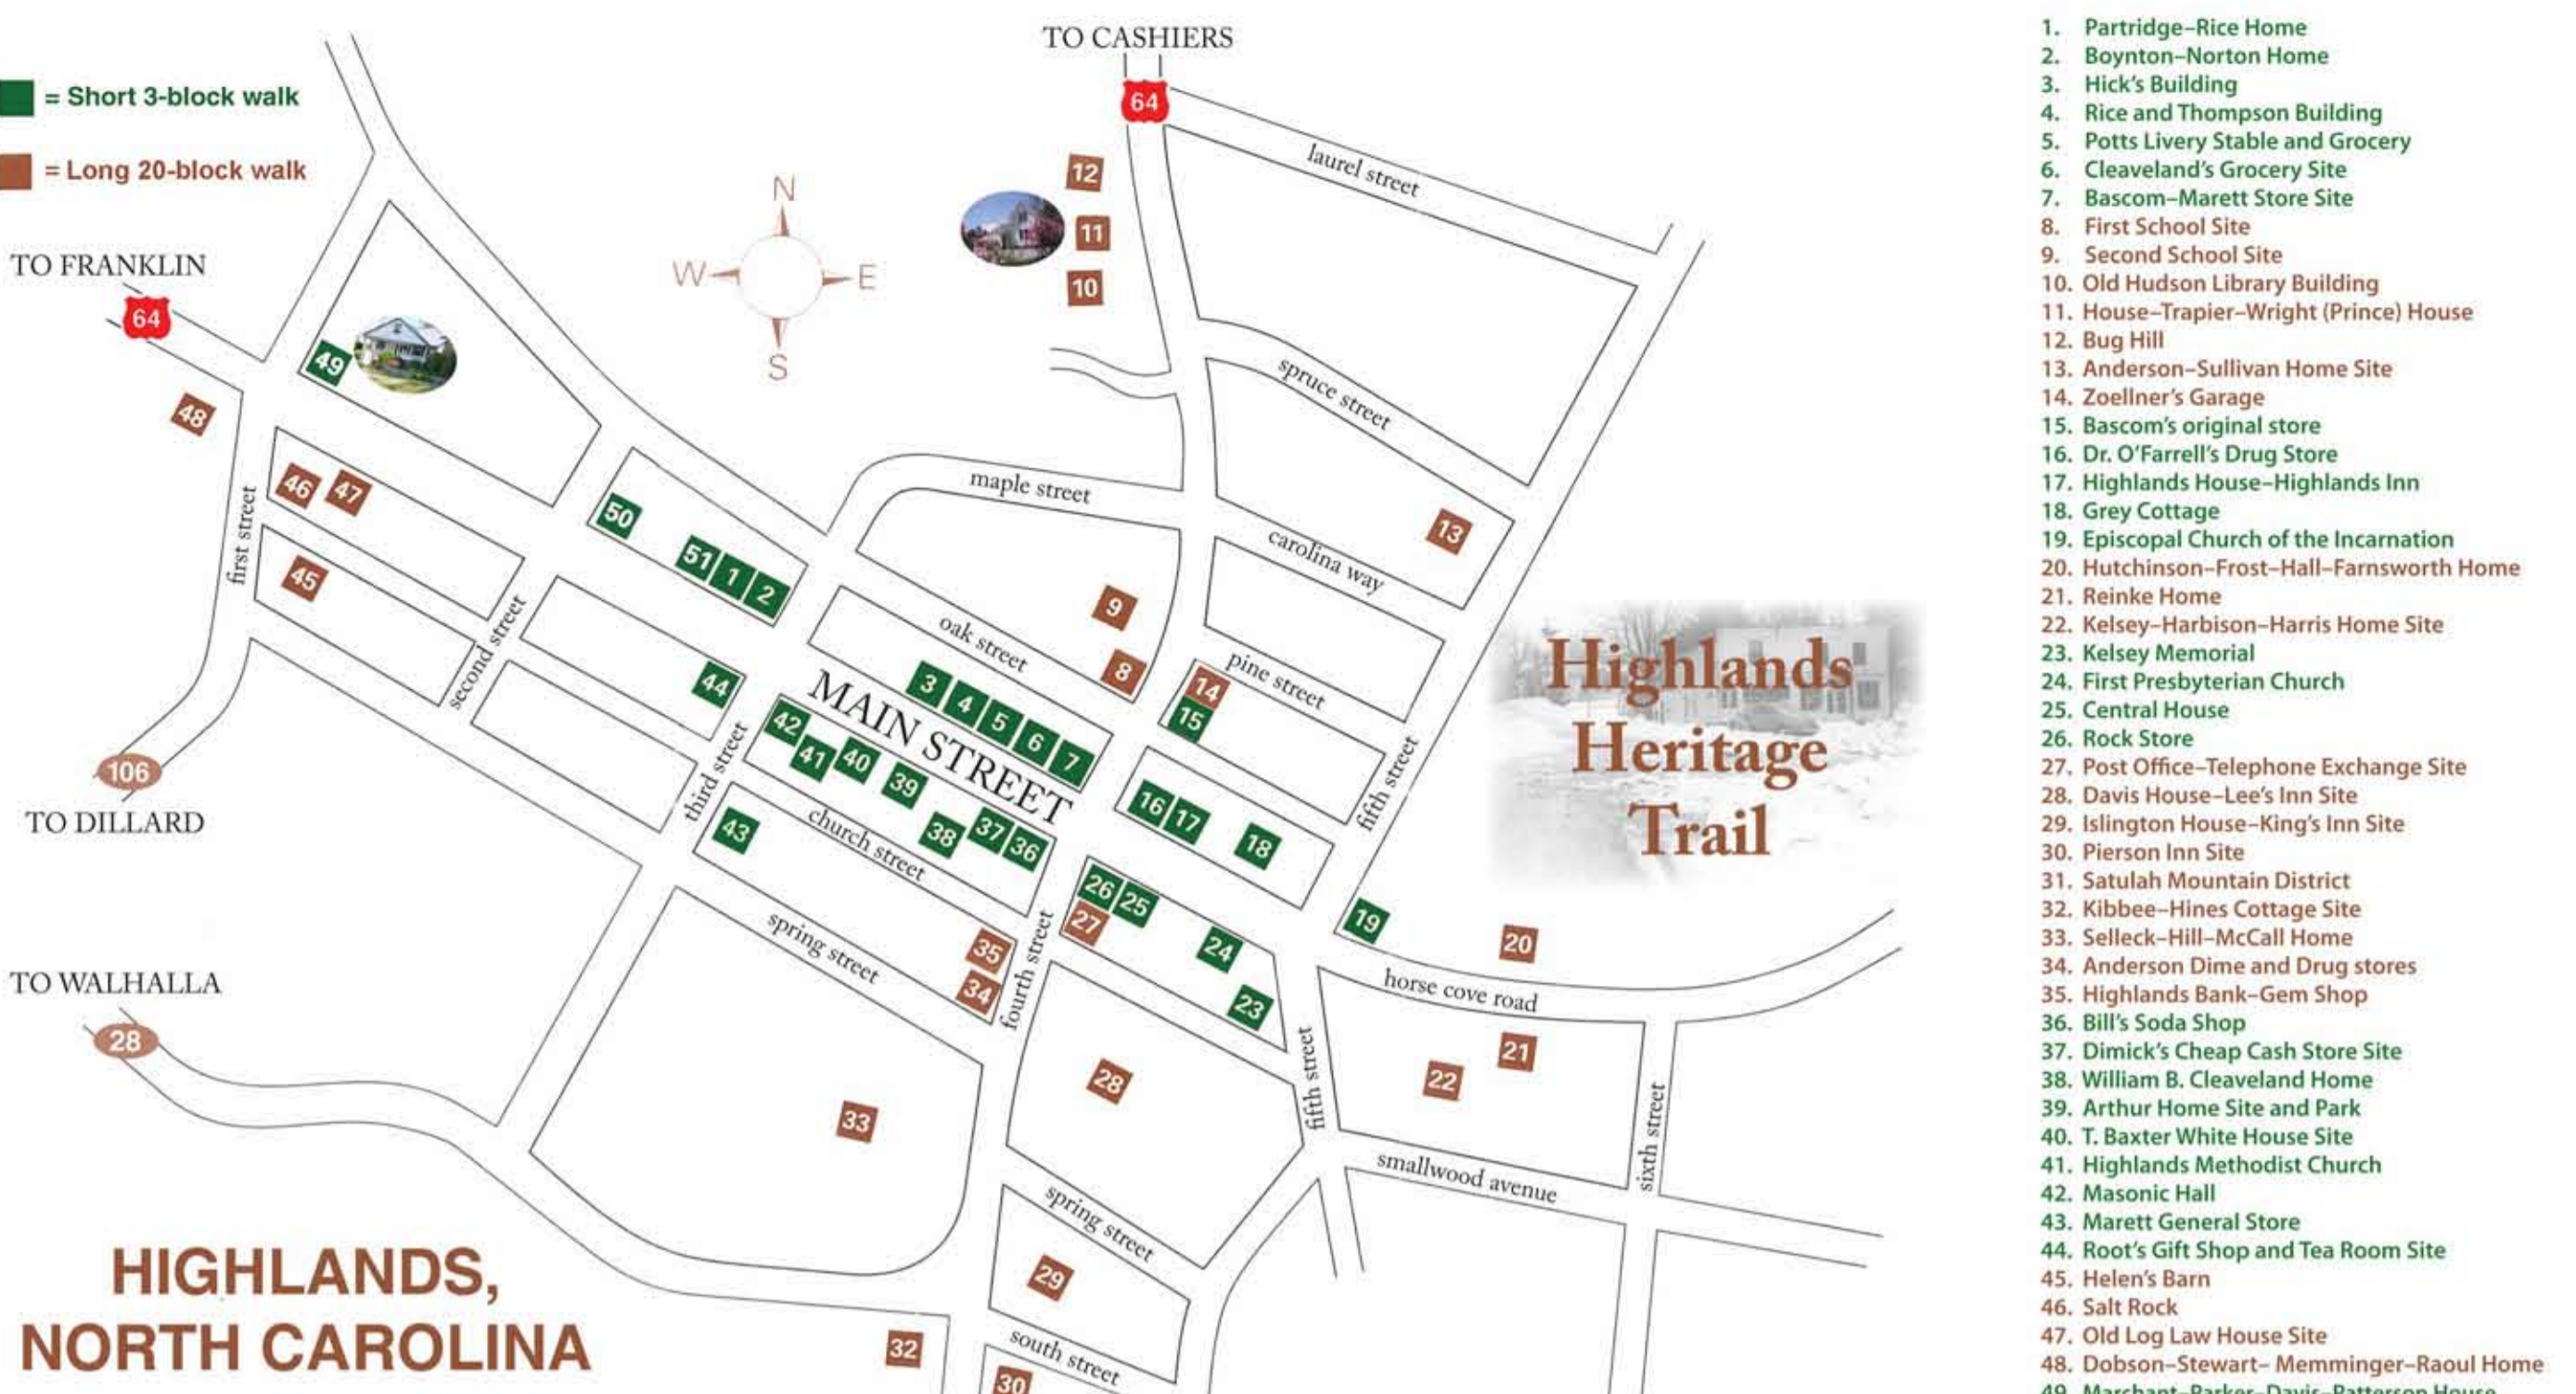 TO CASHIERS
64
= Short 3-block walk
= Long 20-block walk
laurel street
12
11
10
N
W
E
S
TO FRANKLIN
64
49
48
spruce street
maple street
46
47
50
13
first street
carolina way
51
1
2
45
9
second street
oak street
8
pine street
44
14
15
3
4
5
6
7
MAIN STREET
42
41
40
39
third street
fifth street
106
TO DILLARD
43
church street
38
37
36
16
17
18
Highlands
Heritage
Trail
26
25
27
24
19
20
spring street
35
34
fourth street
horse cove road
23
TO WALHALLA
28
28
21
22
fifth street
33
sixth street
smallwood avenue
spring street
29
HIGHLANDS,
NORTH CAROLINA
32
south street
30
1. Partridge–Rice Home
2. Boynton–Norton Home
3. Hick's Building
4. Rice and Thompson Building
5. Potts Livery Stable and Grocery
6. Cleaveland's Grocery Site
7. Bascom–Marett Store Site
8. First School Site
9. Second School Site
10. Old Hudson Library Building
11. House–Trapier–Wright (Prince) House
12. Bug Hill
13. Anderson–Sullivan Home Site
14. Zoellner's Garage
15. Bascom's original store
16. Dr. O'Farrell's Drug Store
17. Highlands House–Highlands Inn
18. Grey Cottage
19. Episcopal Church of the Incarnation
20. Hutchinson–Frost–Hall–Farnsworth Home
21. Reinke Home
22. Kelsey–Harbison–Harris Home Site
23. Kelsey Memorial
24. First Presbyterian Church
25. Central House
26. Rock Store
27. Post Office–Telephone Exchange Site
28. Davis House–Lee's Inn Site
29. Islington House–King's Inn Site
30. Pierson Inn Site
31. Satulah Mountain District
32. Kibbee–Hines Cottage Site
33. Selleck–Hill–McCall Home
34. Anderson Dime and Drug stores
35. Highlands Bank–Gem Shop
36. Bill's Soda Shop
37. Dimick's Cheap Cash Store Site
38. William B. Cleaveland Home
39. Arthur Home Site and Park
40. T. Baxter White House Site
41. Highlands Methodist Church
42. Masonic Hall
43. Marett General Store
44. Root's Gift Shop and Tea Room Site
45. Helen's Barn
46. Salt Rock
47. Old Log Law House Site
48. Dobson–Stewart– Memminger–Raoul Home
49. Marchant–Parker–Davis–Patterson House